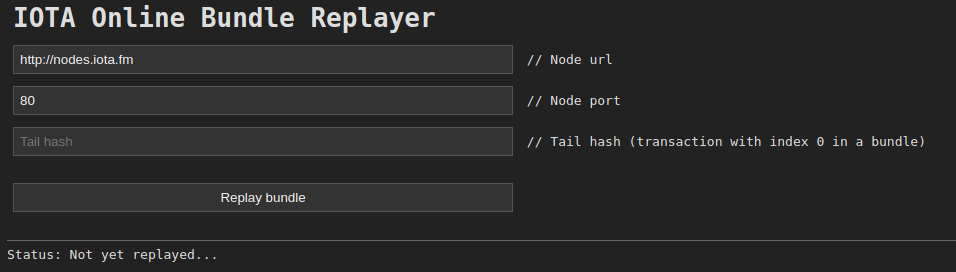 IOTA Online Bundle Replayer
http://nodes.iota.fm // Node url
80 // Node port
Tail hash // Tail hash (transaction with index 0 in a bundle)
Replay bundle
Status: Not yet replayed...